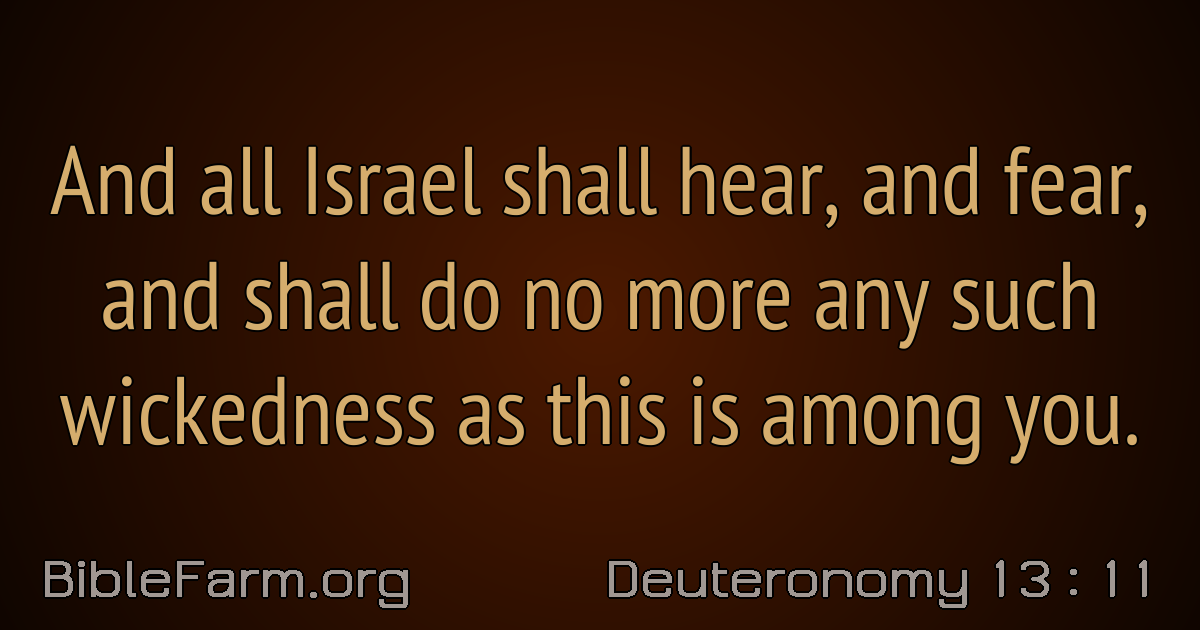 And all Israel shall hear, and fear,
and shall do no more any such
wickedness as this is among you.
BibleFarm.org
Deuteronomy 13:11